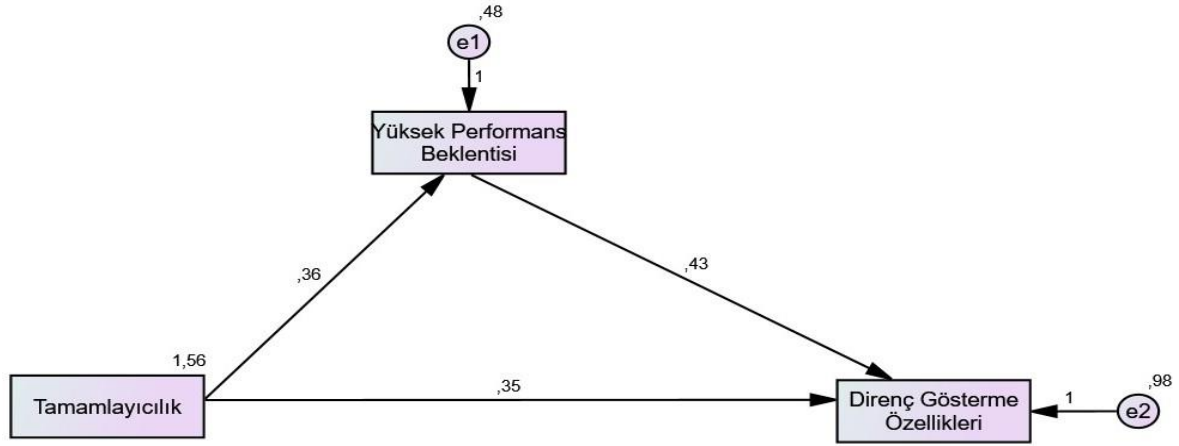 ,48
e1
1
Yüksek Performans
Beklentisi
,36
,43
1,56
Tamamlayıcılık
,35
Direnç Gösterme
Özellikleri
1
,98
e2